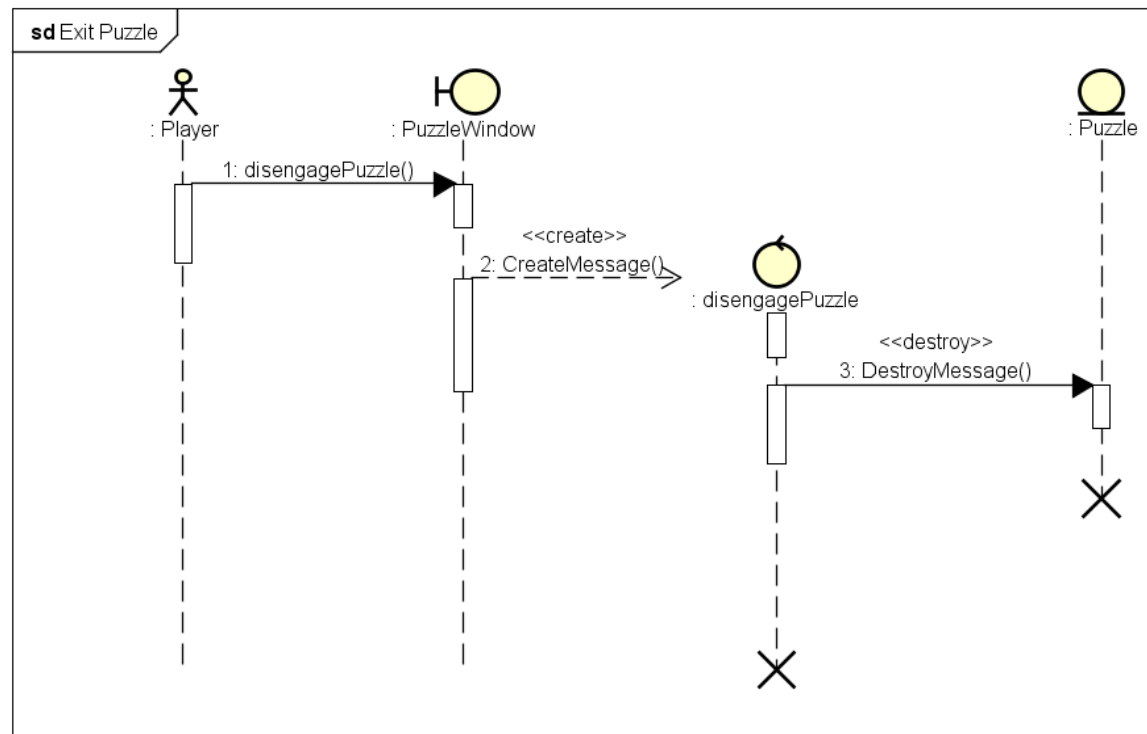 sd Exit Puzzle
: Player
: PuzzleWindow
: Puzzle
1: disengagePuzzle()
<<create>>
2: CreateMessage()
: disengagePuzzle
<<destroy>>
3: DestroyMessage()